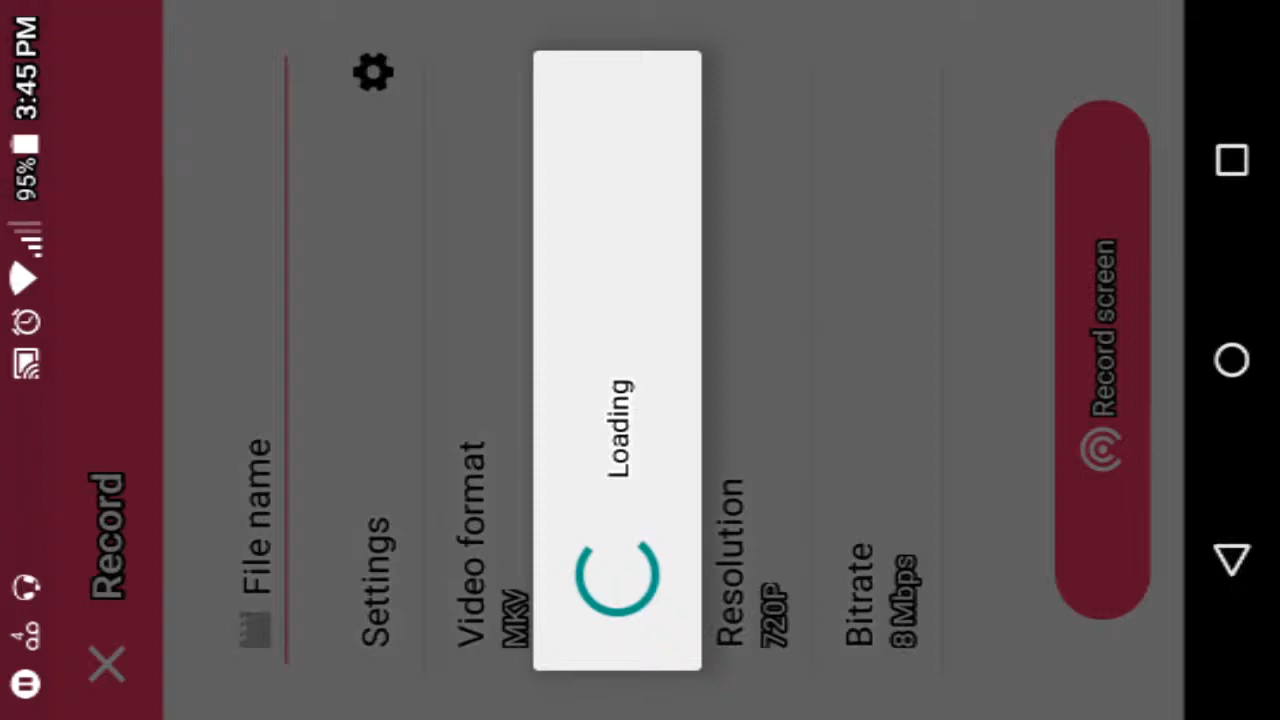 4 95% 3:45 PM
Record
File name
Settings
Video format
MKV
Loading
Resolution
720P
Bitrate
8 Mbps
Record screen